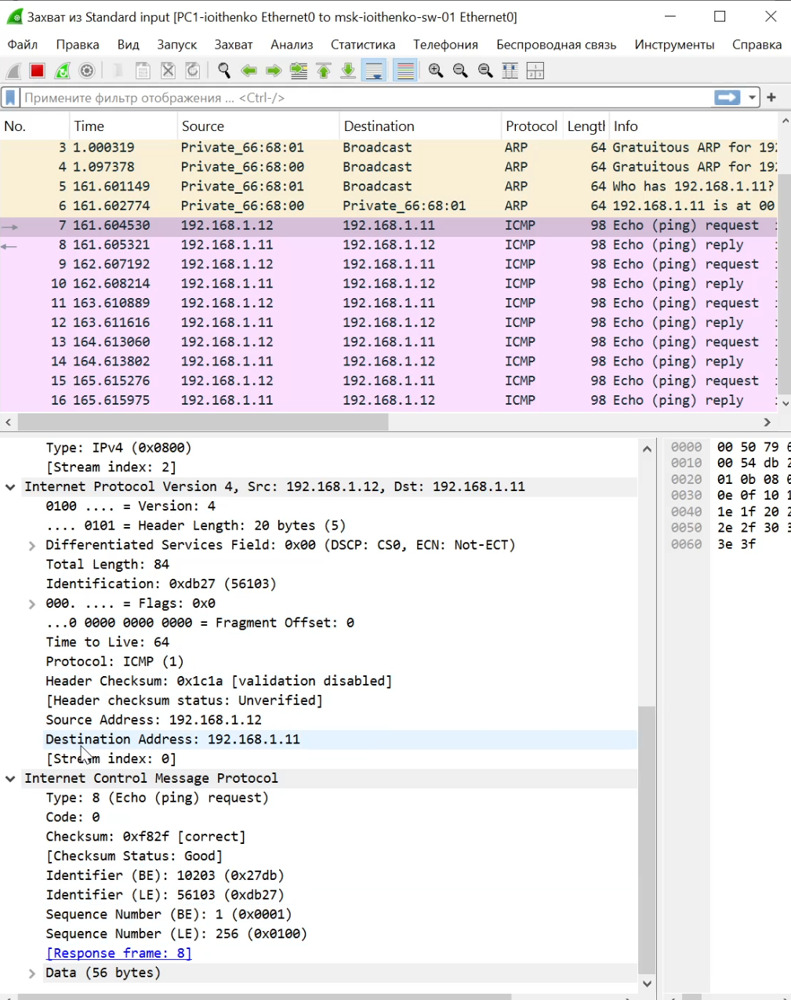 Захват из Standard input [PC1-ioithenko Ethernet0 to msk-ioithenko-sw-01 Ethernet0]
Файл Правка Вид Запуск Захват Анализ Статистика Телефония Беспроводная связь Инструменты Справка
Примените фильтр отображения ... <Ctrl-/>
No. Time Source Destination Protocol Length Info
3 1.000319 Private_66:68:01 Broadcast ARP 64 Gratuitous ARP for 192
4 1.097378 Private_66:68:00 Broadcast ARP 64 Gratuitous ARP for 192
5 161.601149 Private_66:68:01 Broadcast ARP 64 Who has 192.168.1.11?
6 161.602774 Private_66:68:00 Private_66:68:01 ARP 64 192.168.1.11 is at 00
7 161.604530 192.168.1.12 192.168.1.11 ICMP 98 Echo (ping) request
8 161.605321 192.168.1.11 192.168.1.12 ICMP 98 Echo (ping) reply
9 162.607192 192.168.1.12 192.168.1.11 ICMP 98 Echo (ping) request
10 162.608214 192.168.1.11 192.168.1.12 ICMP 98 Echo (ping) reply
11 163.610889 192.168.1.12 192.168.1.11 ICMP 98 Echo (ping) request
12 163.611616 192.168.1.11 192.168.1.12 ICMP 98 Echo (ping) reply
13 164.613060 192.168.1.12 192.168.1.11 ICMP 98 Echo (ping) request
14 164.613802 192.168.1.11 192.168.1.12 ICMP 98 Echo (ping) reply
15 165.615276 192.168.1.12 192.168.1.11 ICMP 98 Echo (ping) request
16 165.615975 192.168.1.11 192.168.1.12 ICMP 98 Echo (ping) reply
Type: IPv4 (0x0800)
[Stream index: 2]
Internet Protocol Version 4, Src: 192.168.1.12, Dst: 192.168.1.11
0100 .... = Version: 4
.... 0101 = Header Length: 20 bytes (5)
Differentiated Services Field: 0x00 (DSCP: CS0, ECN: Not-ECT)
Total Length: 84
Identification: 0xdb27 (56103)
000. .... = Flags: 0x0
...0 0000 0000 0000 = Fragment Offset: 0
Time to Live: 64
Protocol: ICMP (1)
Header Checksum: 0x1c1a [validation disabled]
[Header checksum status: Unverified]
Source Address: 192.168.1.12
Destination Address: 192.168.1.11
[Stream index: 0]
Internet Control Message Protocol
Type: 8 (Echo (ping) request)
Code: 0
Checksum: 0xf82f [correct]
[Checksum Status: Good]
Identifier (BE): 10203 (0x27db)
Identifier (LE): 56103 (0xdb27)
Sequence Number (BE): 1 (0x0001)
Sequence Number (LE): 256 (0x0100)
[Response frame: 8]
Data (56 bytes)
0000 00 50 79
0010 00 54 db
0020 01 0b 08
0030 0e 0f 10
0040 1e 1f 20
0050 2e 2f 30
0060 3e 3f